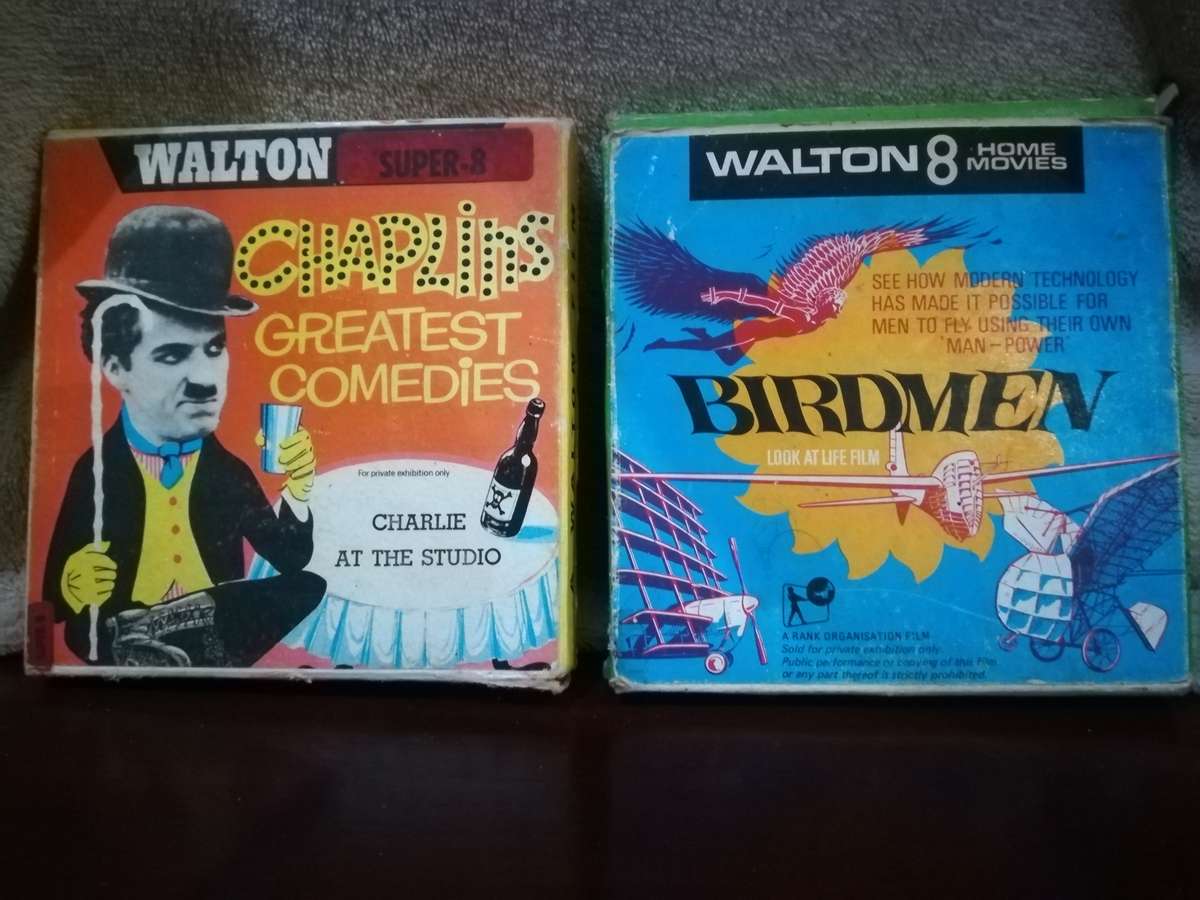 WALTON SUPER-8
CHAPLINS
GREATEST
COMEDIES
For private exhibition only
CHARLIE
AT THE STUDIO
WALTON 8 HOME MOVIES
SEE HOW MODERN TECHNOLOGY
HAS MADE IT POSSIBLE FOR
MEN TO FLY USING THEIR OWN
'MAN-POWER'
BIRDMEN
LOOK AT LIFE FILM
A RANK ORGANISATION FILM
Sold for private exhibition only.
Public performance or copying of this film
or any part thereof is strictly prohibited.